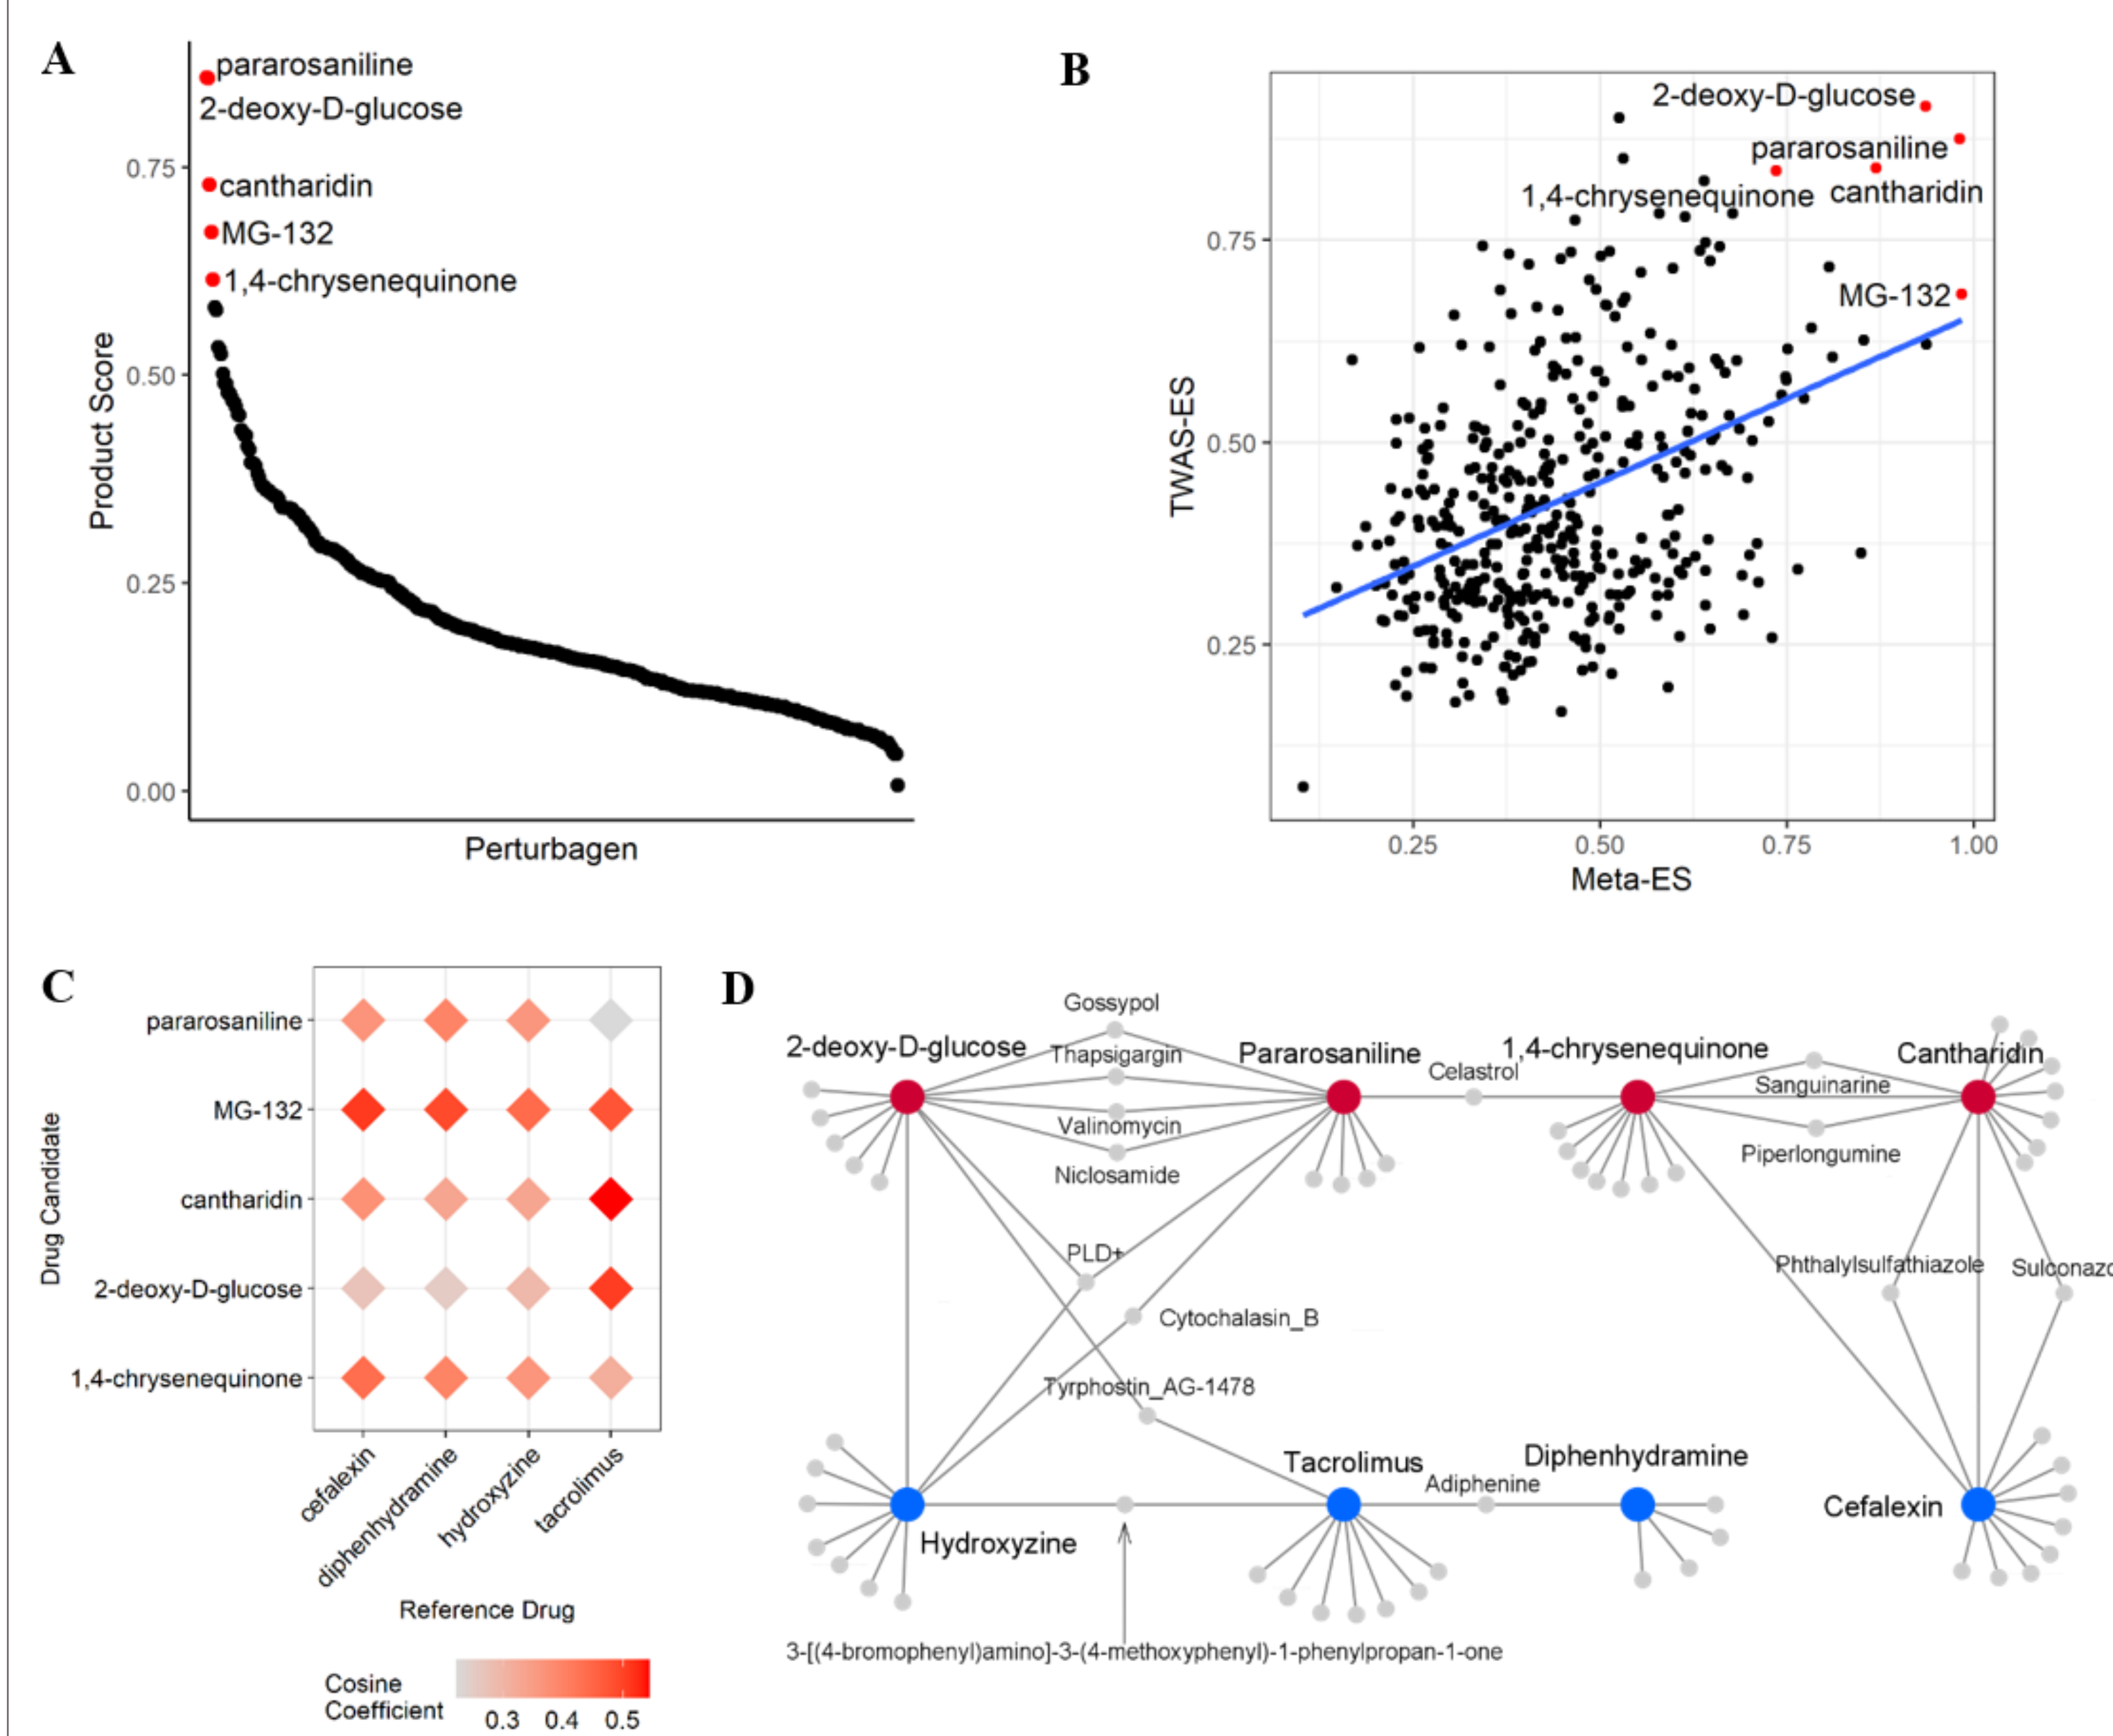 A
pararosaniline
2-deoxy-D-glucose
0.75
cantharidin
MG-132
1,4-chrysenequinone
0.50
0.25
0.00
Product Score
Perturbagen
B
2-deoxy-D-glucose
pararosaniline
1,4-chrysenequinone
cantharidin
MG-132
0.75
0.50
0.25
TWAS-ES
0.25 0.50 0.75 1.00
Meta-ES
C
pararosaniline
MG-132
cantharidin
2-deoxy-D-glucose
1,4-chrysenequinone
Drug Candidate
cefalexin
diphenhydramine
hydroxyzine
tacrolimus
Reference Drug
Cosine
Coefficient
0.3 0.4 0.5
D
Gossypol
2-deoxy-D-glucose
Thapsigargin
Pararosaniline
Celastrol
1,4-chrysenequinone
Cantharidin
Sanguinarine
Valinomycin
Piperlongumine
Niclosamide
PLD+
Phthalylsulfathiazole
Sulconazo
Cytochalasin_B
Tyrphostin_AG-1478
Tacrolimus
Adiphenine
Diphenhydramine
Cefalexin
Hydroxyzine
3-[(4-bromophenyl)amino]-3-(4-methoxyphenyl)-1-phenylpropan-1-one